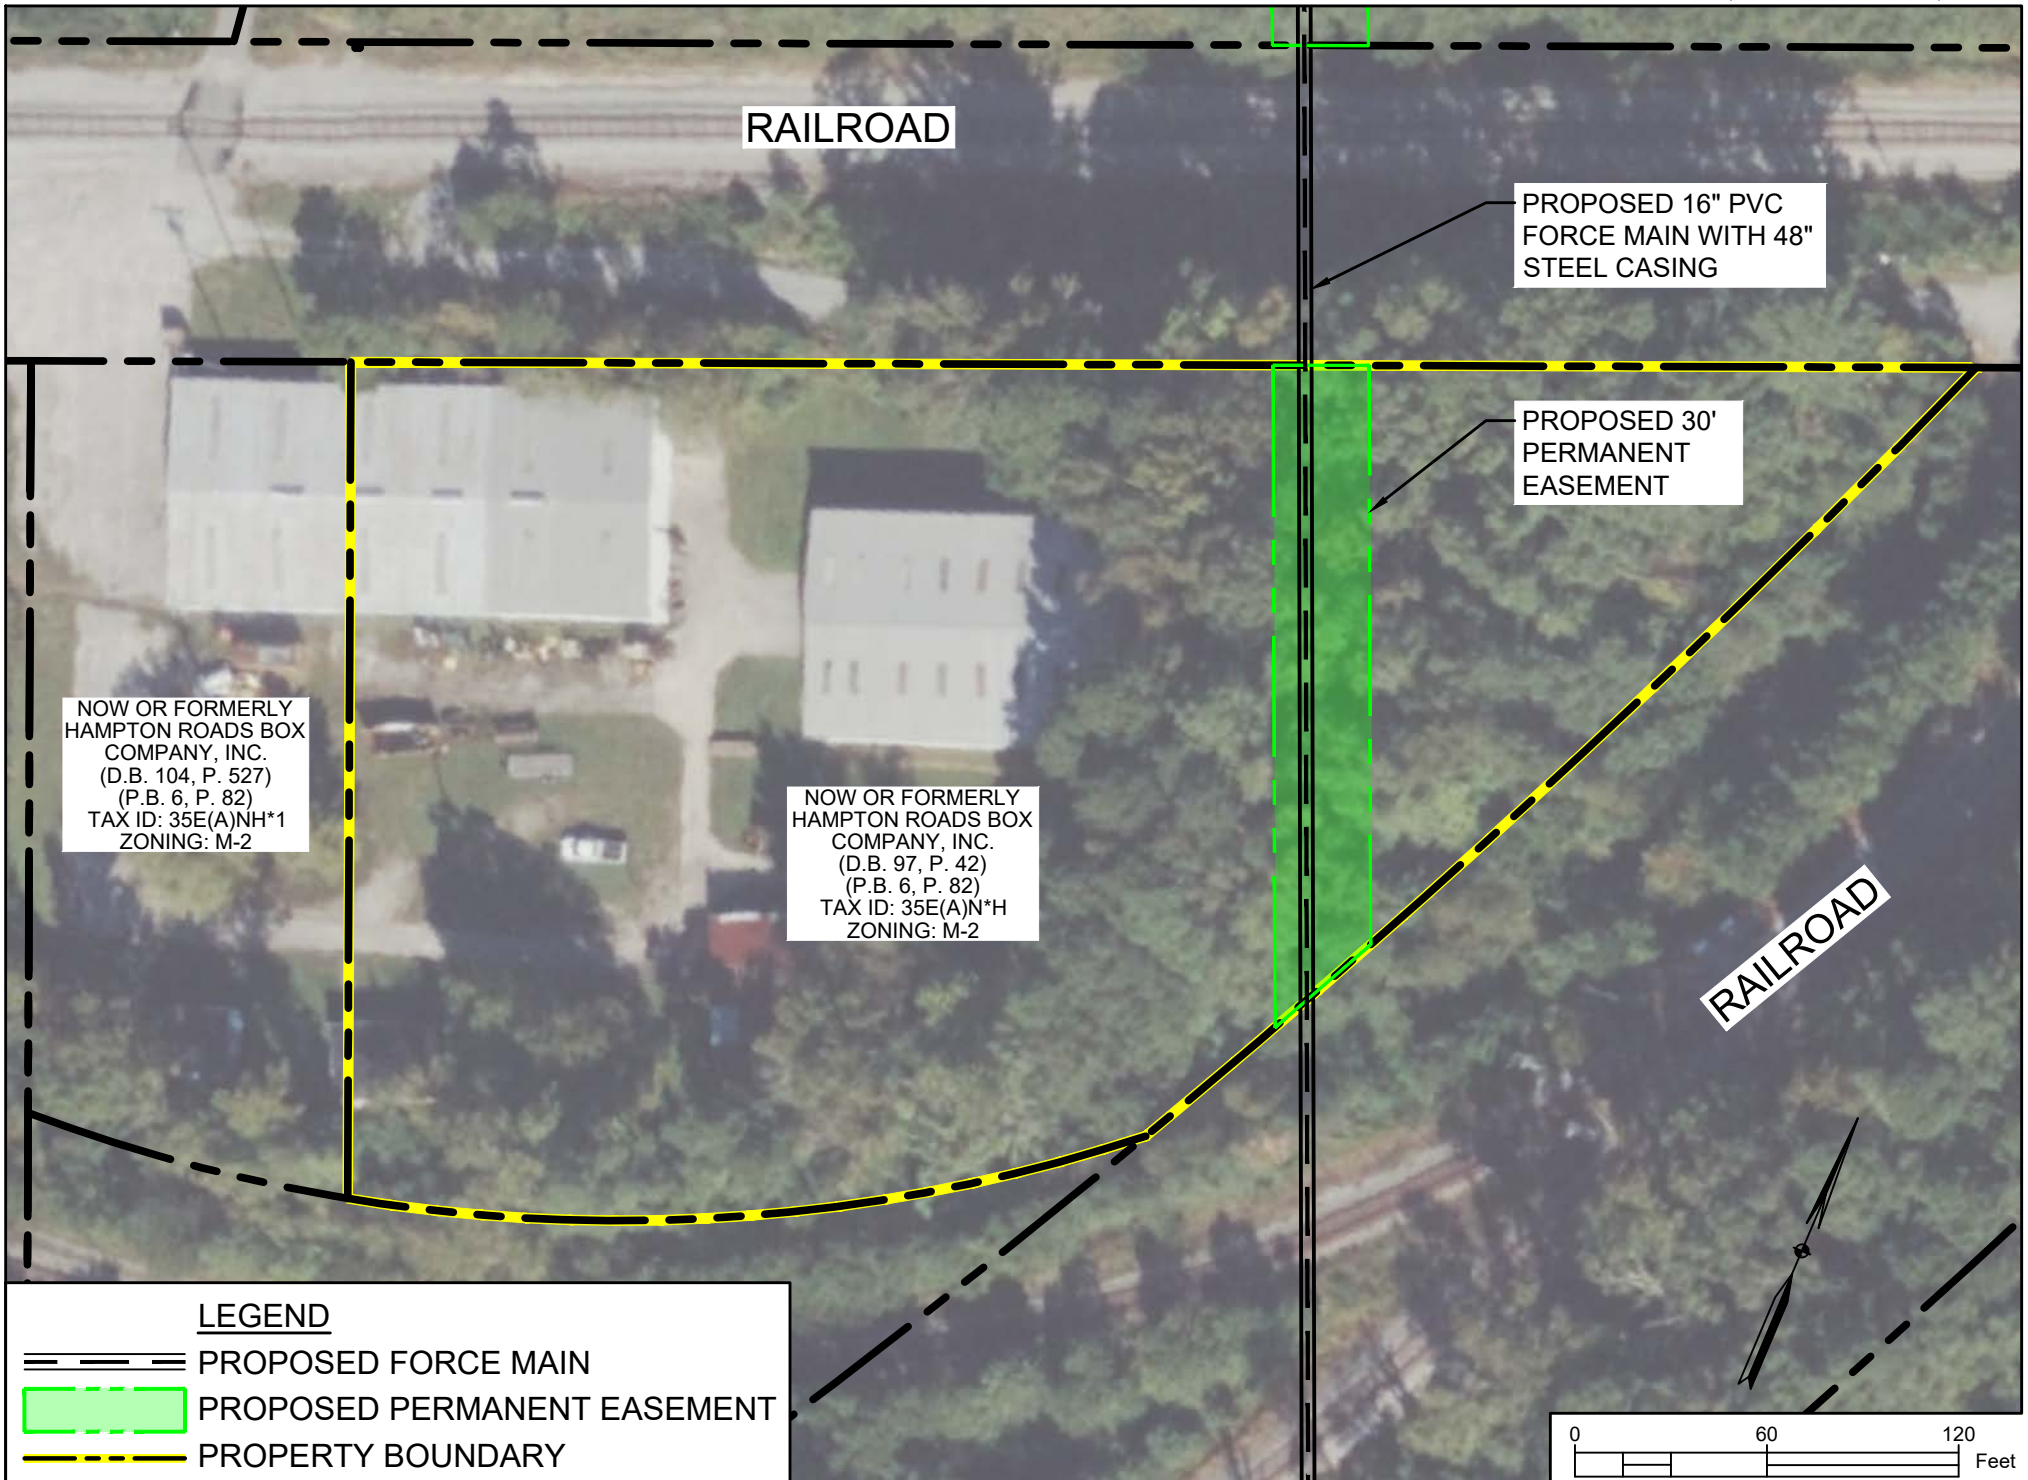 RAILROAD
PROPOSED 16" PVC
FORCE MAIN WITH 48"
STEEL CASING
PROPOSED 30'
PERMANENT
EASEMENT
NOW OR FORMERLY
HAMPTON ROADS BOX
COMPANY, INC.
(D.B. 104, P. 527)
(P.B. 6, P. 82)
TAX ID: 35E(A)NH*1
ZONING: M-2
NOW OR FORMERLY
HAMPTON ROADS BOX
COMPANY, INC.
(D.B. 97, P. 42)
(P.B. 6, P. 82)
TAX ID: 35E(A)N*H
ZONING: M-2
RAILROAD
LEGEND
PROPOSED FORCE MAIN
PROPOSED PERMANENT EASEMENT
PROPERTY BOUNDARY
0 60 120
Feet